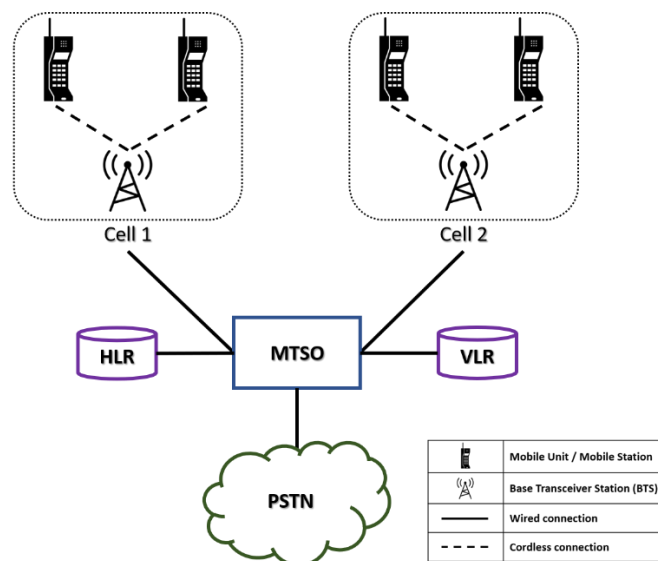 Cell 1
Cell 2
HLR
MTSO
VLR
PSTN
Mobile Unit / Mobile Station
Base Transceiver Station (BTS)
Wired connection
Cordless connection